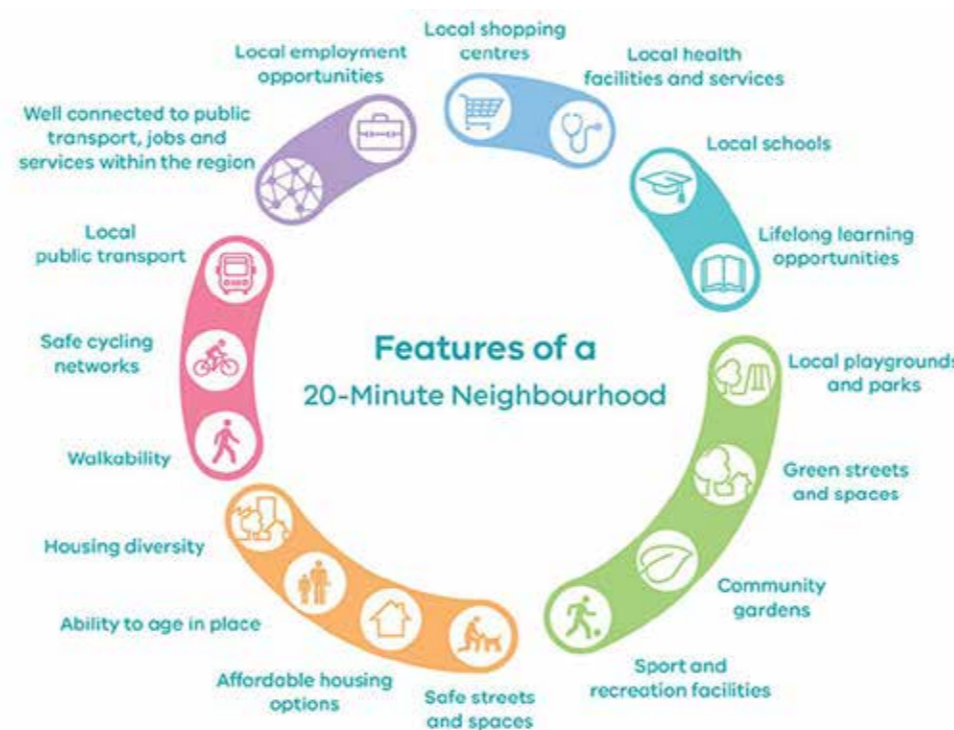 Features of a
20-Minute Neighbourhood
Local shopping
centres
Local health
facilities and services
Local schools
Lifelong learning
opportunities
Local playgrounds
and parks
Green streets
and spaces
Community
gardens
Sport and
recreation facilities
Safe streets
and spaces
Affordable housing
options
Ability to age in place
Housing diversity
Walkability
Safe cycling
networks
Local
public transport
Well connected to public
transport, jobs and
services within the region
Local employment
opportunities